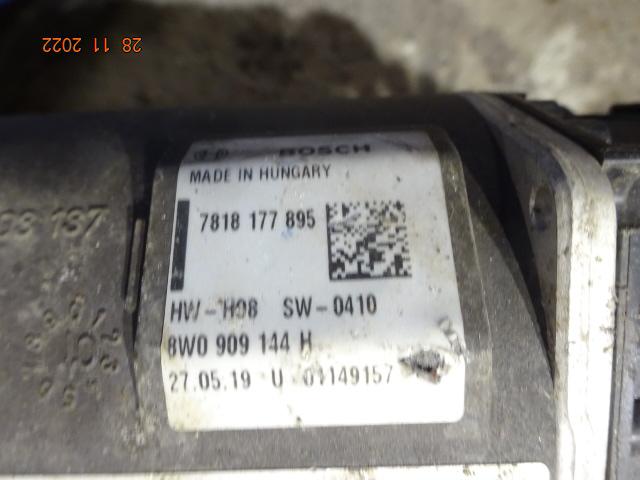 28 11 2022
BOSCH
MADE IN HUNGARY
7818 177 895
HW-H08 SW-0410
8W0 909 144 H
27.05.19 U 01149157